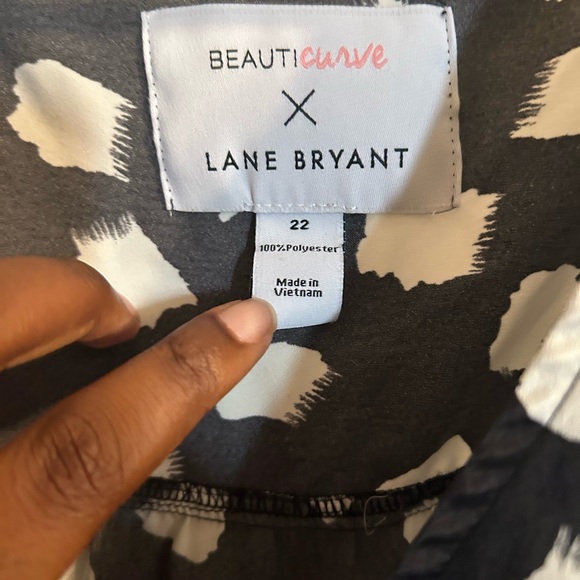 BEAUTICURVE
X
LANE BRYANT
22
100%Polyester
Made in
Vietnam